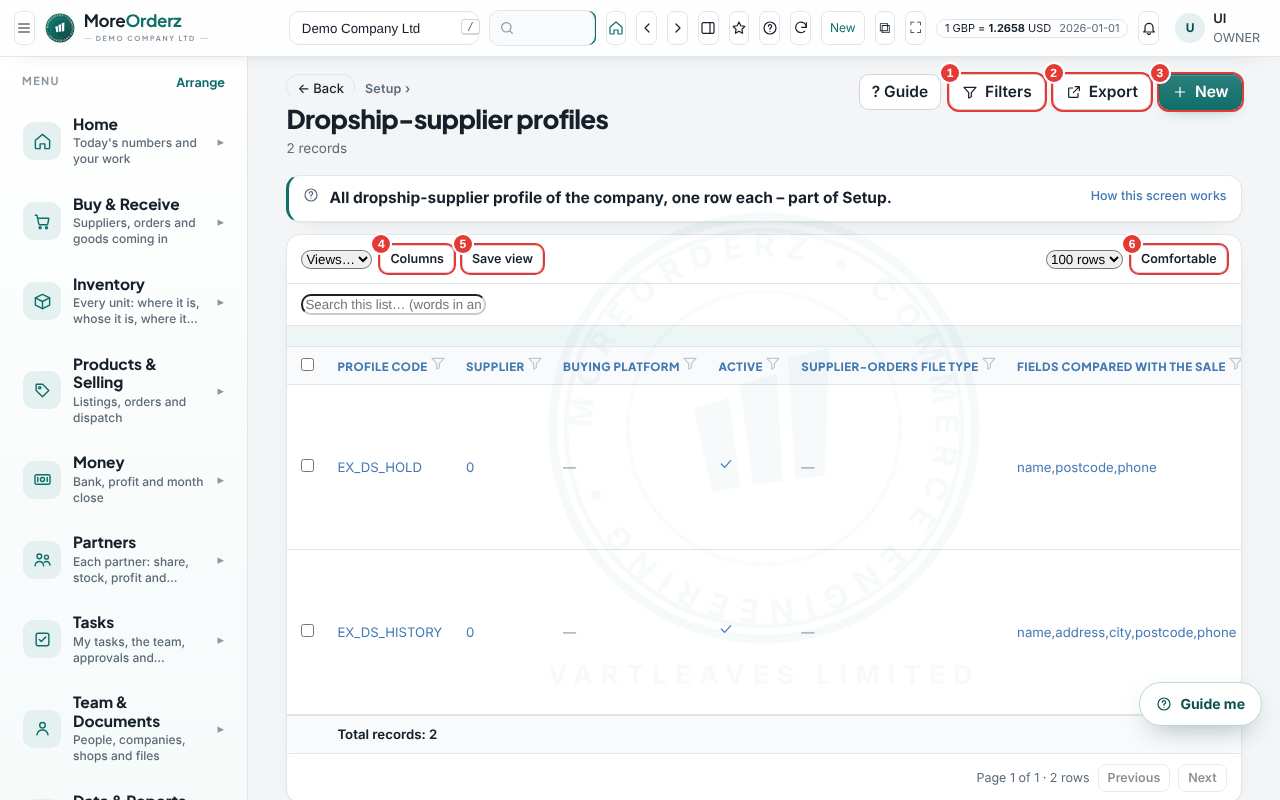 MoreOrderz
— DEMO COMPANY LTD —
Demo Company Ltd
/
New
1 GBP = 1.2658 USD 2026-01-01
U
UI
OWNER
MENU
Arrange
Home
Today's numbers and
your work
Buy & Receive
Suppliers, orders and
goods coming in
Inventory
Every unit: where it is,
whose it is, where it...
Products &
Selling
Listings, orders and
dispatch
Money
Bank, profit and month
close
Partners
Each partner: share,
stock, profit and...
Tasks
My tasks, the team,
approvals and...
Team &
Documents
People, companies,
shops and files
Data & Reports
← Back
Setup ›
Dropship-supplier profiles
2 records
? Guide
1
Filters
2
Export
3
+ New
All dropship-supplier profile of the company, one row each – part of Setup.
How this screen works
Views...
4
Columns
5
Save view
100 rows
6
Comfortable
Search this list... (words in an
PROFILE CODE
SUPPLIER
BUYING PLATFORM
ACTIVE
SUPPLIER-ORDERS FILE TYPE
FIELDS COMPARED WITH THE SALE
EX_DS_HOLD
0
—
—
name,postcode,phone
EX_DS_HISTORY
0
—
—
name,address,city,postcode,phone
MOREORDERZ • COMMERCE ENGINEERING •
VARTLEAVES LIMITED
Guide me
Total records: 2
Page 1 of 1 · 2 rows
Previous
Next